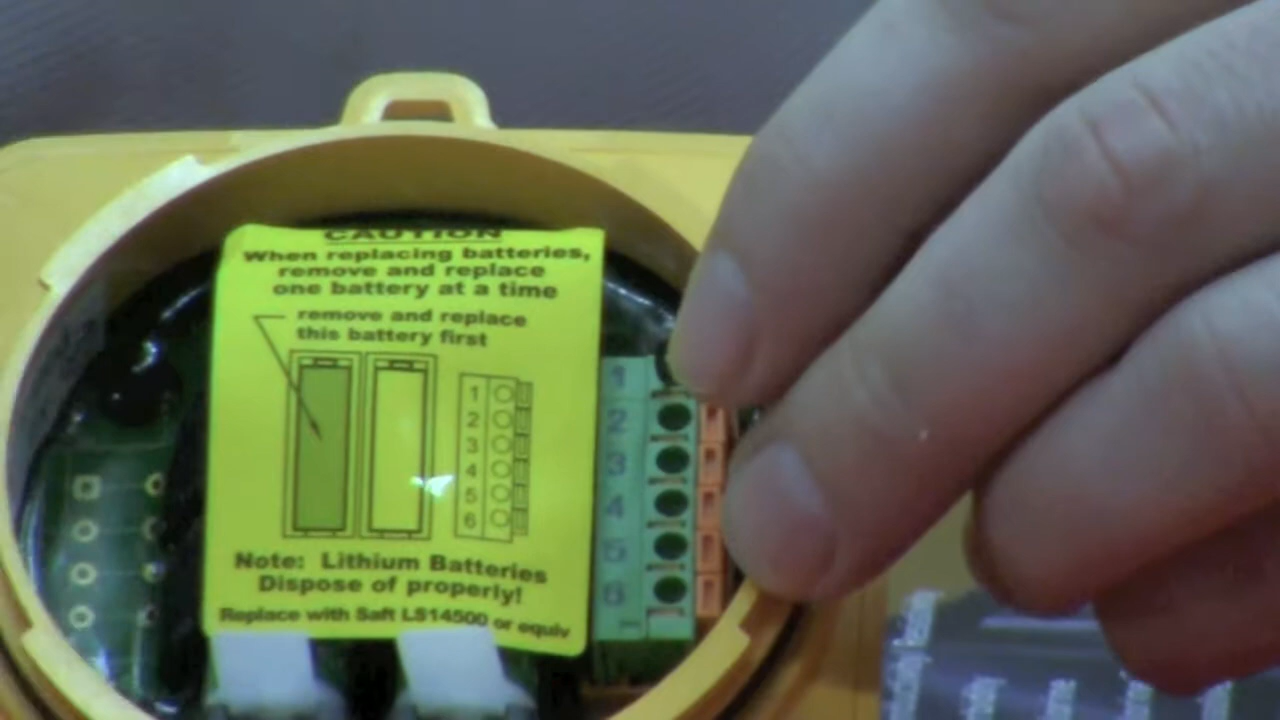 CAUTION
When replacing batteries,
remove and replace
one battery at a time
remove and replace
this battery first
1
2
3
4
5
6
Note: Lithium Batteries
Dispose of properly!
Replace with Saft LS14500 or equiv
1
2
3
4
5
6